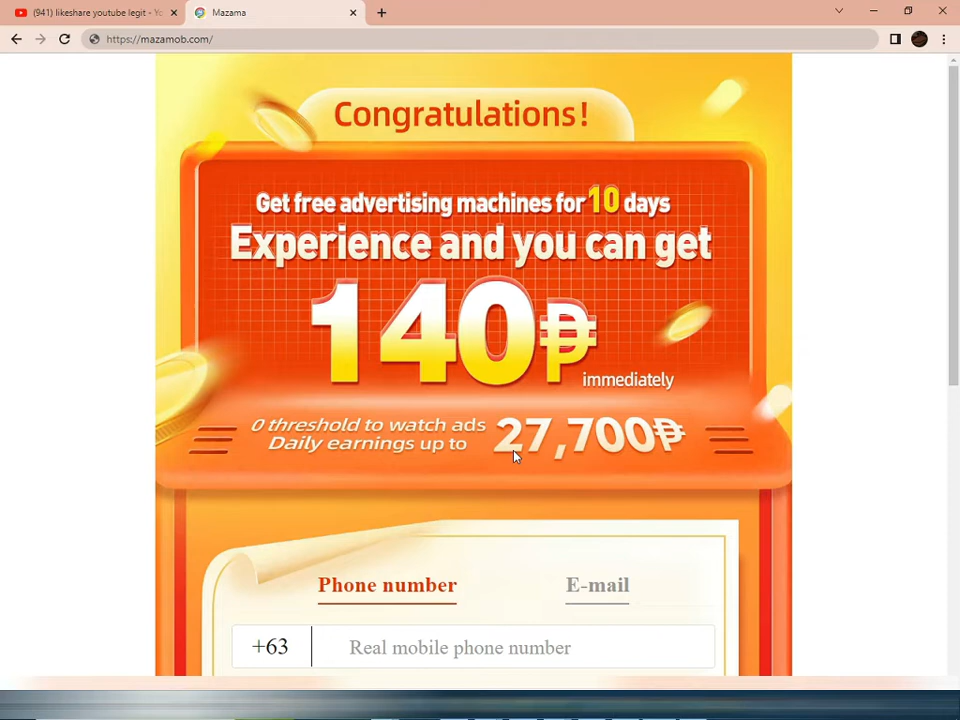 (941) likeshare youtube legit - Yo
Mazama
https://mazamob.com/
Congratulations!
Get free advertising machines for 10 days
Experience and you can get
140₱
immediately
0 threshold to watch ads
Daily earnings up to
27,700₱
Phone number
E-mail
+63
Real mobile phone number